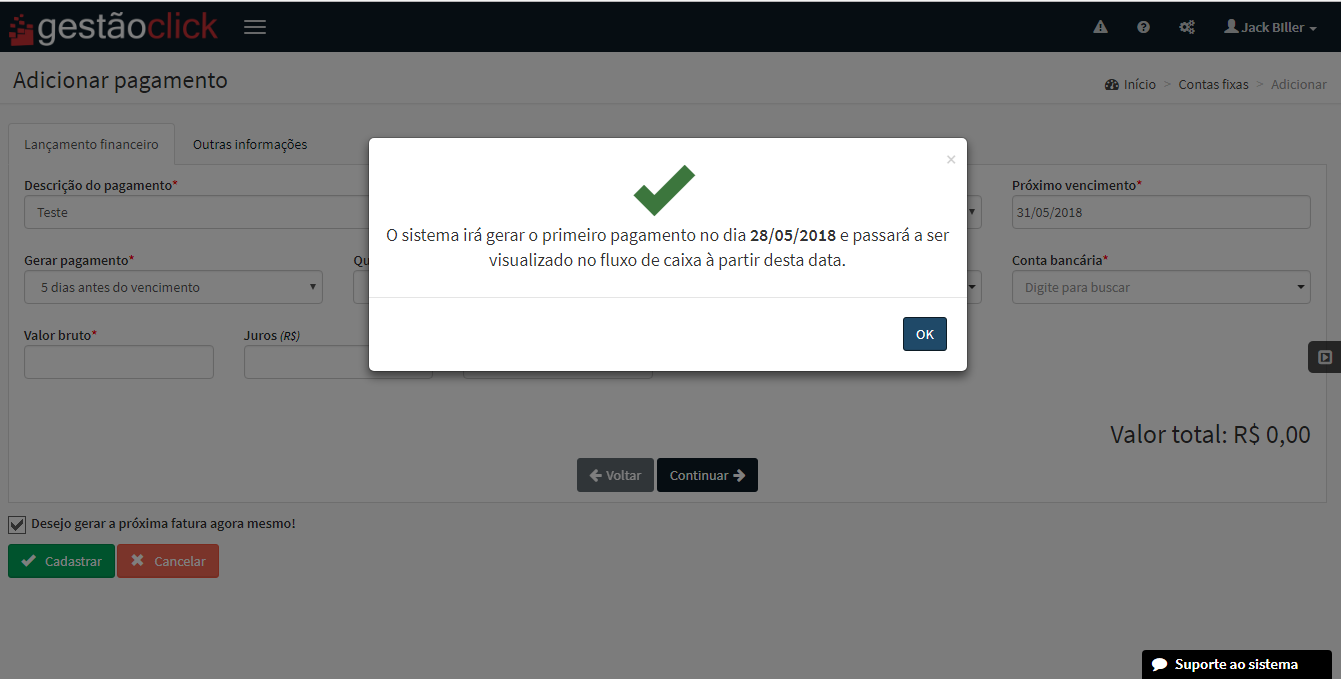 gestãoclick
Jack BIller
Adicionar pagamento
Início > Contas fixas > Adicionar
Lançamento financeiro
Outras informações
×
Descrição do pagamento*
Próximo vencimento*
Teste
31/05/2018
O sistema irá gerar o primeiro pagamento no dia 28/05/2018 e passará a ser
visualizado no fluxo de caixa à partir desta data.
Gerar pagamento*
Qu
Conta bancária*
5 dias antes do vencimento
Digite para buscar
OK
Valor bruto*
Juros (R$)
Valor total: R$ 0,00
Voltar
Continuar
Desejo gerar a próxima fatura agora mesmo!
Cadastrar
Cancelar
Suporte ao sistema